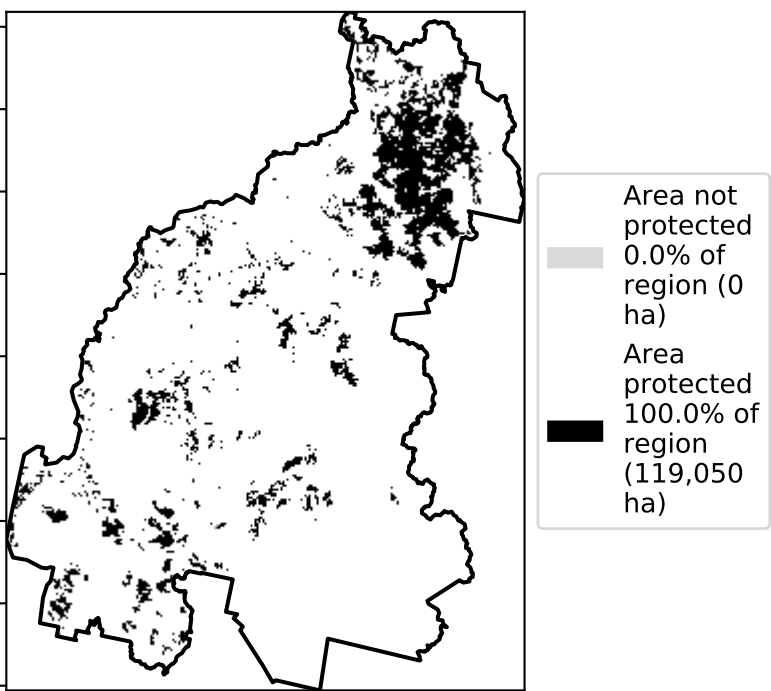 Area not
protected
0.0% of
region (0
ha)
Area
protected
100.0% of
region
(119,050
ha)